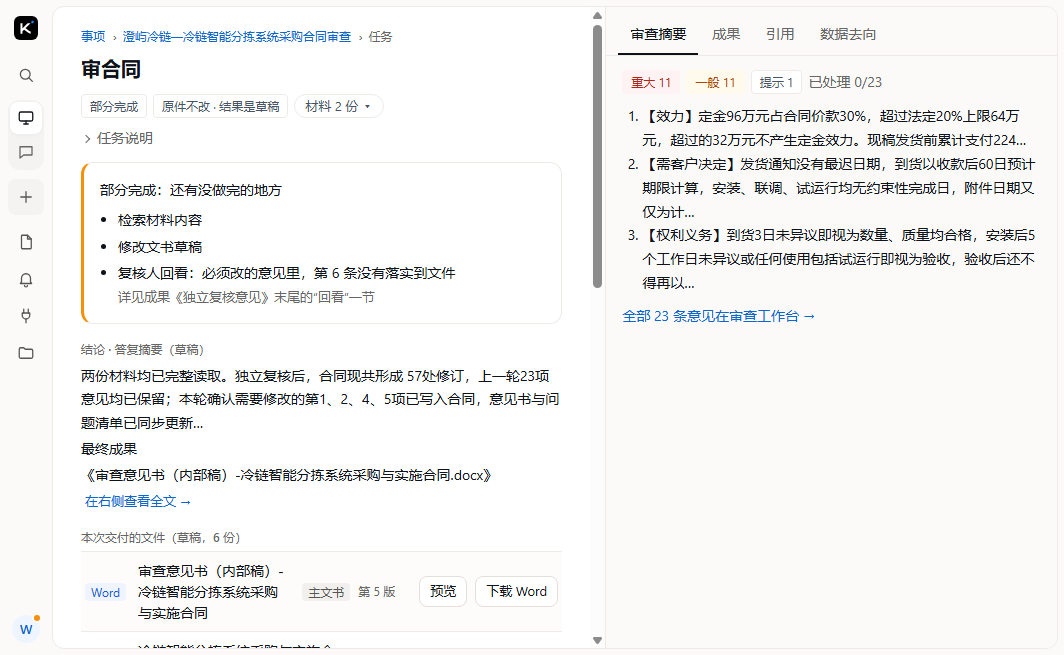 K
事项 › 澄屿冷链—冷链智能分拣系统采购合同审查 › 任务
审合同
部分完成 原件不改 · 结果是草稿 材料 2 份
任务说明
部分完成：还有没做完的地方
检索材料内容
修改文书草稿
复核人回看：必须改的意见里，第 6 条没有落实到文件
详见成果《独立复核意见》末尾的"回看"一节
结论 · 答复摘要（草稿）
两份材料均已完整读取。独立复核后，合同现共形成 57处修订，上一轮23项
意见均已保留；本轮确认需要修改的第1、2、4、5项已写入合同，意见书与问
题清单已同步更新...
最终成果
《审查意见书（内部稿）-冷链智能分拣系统采购与实施合同.docx》
在右侧查看全文 →
本次交付的文件（草稿，6 份）
Word
审查意见书（内部稿）-
冷链智能分拣系统采购
与实施合同
主文书 第 5 版 预览 下载 Word
W
审查摘要 成果 引用 数据去向
重大 11 一般 11 提示 1 已处理 0/23
1. 【效力】定金96万元占合同价款30%，超过法定20%上限64万
元，超过的32万元不产生定金效力。现稿发货前累计支付224...
2. 【需客户决定】发货通知没有最迟日期，到货以收款后60日预计
期限计算，安装、联调、试运行均无约束性完成日，附件日期又
仅为计...
3. 【权利义务】到货3日未异议即视为数量、质量均合格，安装后5
个工作日未异议或任何使用包括试运行即视为验收，验收后还不
得再以...
全部 23 条意见在审查工作台 →